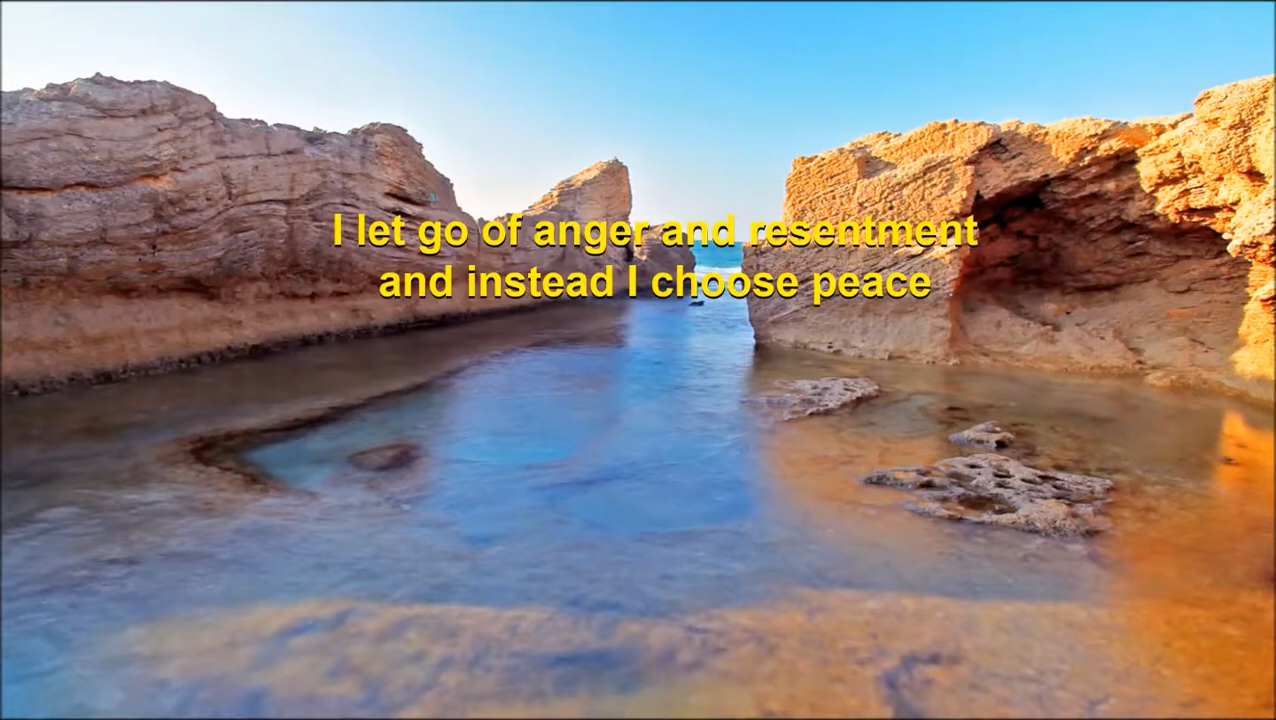 I let go of anger and resentment
and instead I choose peace